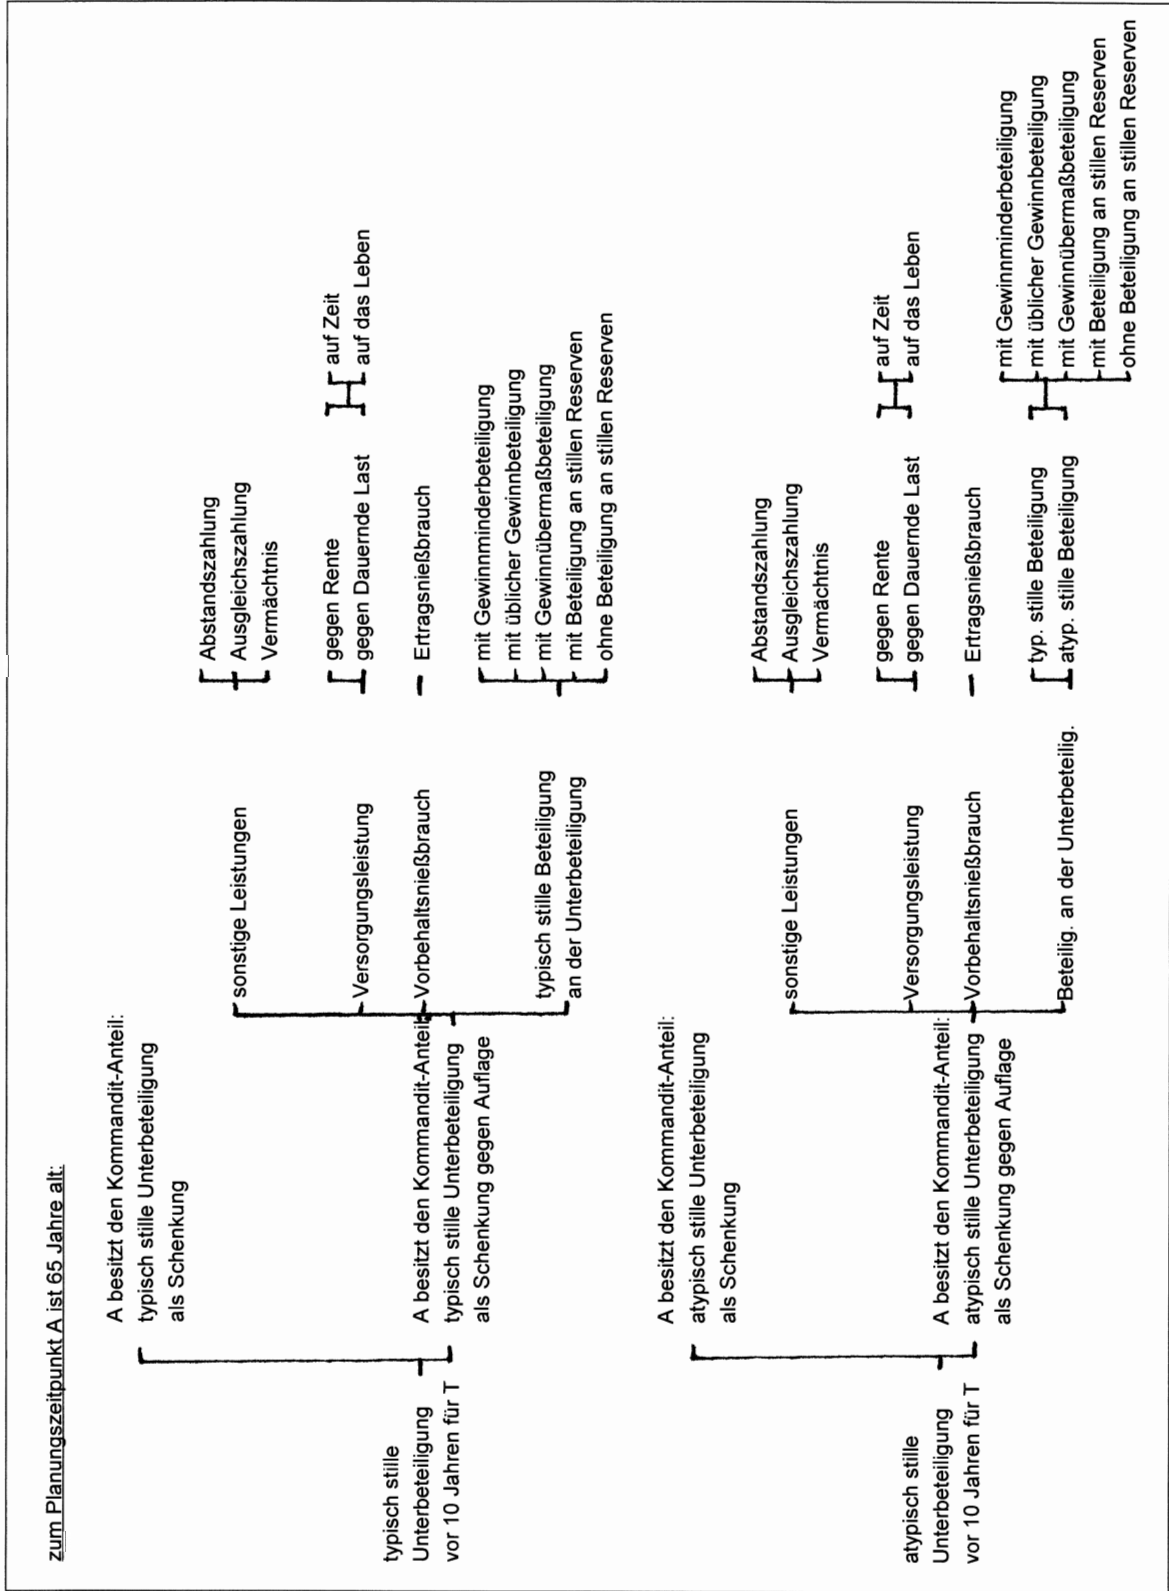 zum Planungszeitpunkt A ist 65 Jahre alt:
typisch stille
Unterbeteiligung
vor 10 Jahren für T
A besitzt den Kommandit-Anteil:
typisch stille Unterbeteiligung
als Schenkung
A besitzt den Kommandit-Anteil:
typisch stille Unterbeteiligung
als Schenkung gegen Auflage
sonstige Leistungen
Abstandszahlung
Ausgleichszahlung
Vermächtnis
Versorgungsleistung
gegen Rente
gegen Dauernde Last
auf Zeit
auf das Leben
Vorbehaltsnießbrauch
Ertragsnießbrauch
typisch stille Beteiligung
an der Unterbeteiligung
mit Gewinnminderbeteiligung
mit üblicher Gewinnbeteiligung
mit Gewinnübermaßbeteiligung
mit Beteiligung an stillen Reserven
ohne Beteiligung an stillen Reserven
atypisch stille
Unterbeteiligung
vor 10 Jahren für T
A besitzt den Kommandit-Anteil:
atypisch stille Unterbeteiligung
als Schenkung
A besitzt den Kommandit-Anteil:
atypisch stille Unterbeteiligung
als Schenkung gegen Auflage
sonstige Leistungen
Abstandszahlung
Ausgleichszahlung
Vermächtnis
Versorgungsleistung
gegen Rente
gegen Dauernde Last
auf Zeit
auf das Leben
Vorbehaltsnießbrauch
Ertragsnießbrauch
Beteilig. an der Unterbeteilig.
typ. stille Beteiligung
atyp. stille Beteiligung
mit Gewinnminderbeteiligung
mit üblicher Gewinnbeteiligung
mit Gewinnübermaßbeteiligung
mit Beteiligung an stillen Reserven
ohne Beteiligung an stillen Reserven